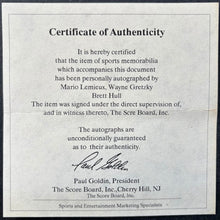 Certificate of Authenticity
It is hereby certified
that the item of sports memorabilia
which accompanies this document
has been personally autographed by
Mario Lemieux, Wayne Gretzky
Brett Hull
The item was signed under the direct supervision of,
and in witness thereto, The Scre Board, Inc.
The autographs are
unconditionally guaranteed
as to their authenticity.
Paul Goldin
Paul Goldin, President
The Score Board, Inc., Cherry Hill, NJ
The Score Board, Inc.
Sports and Entertainment Marketing Specialists